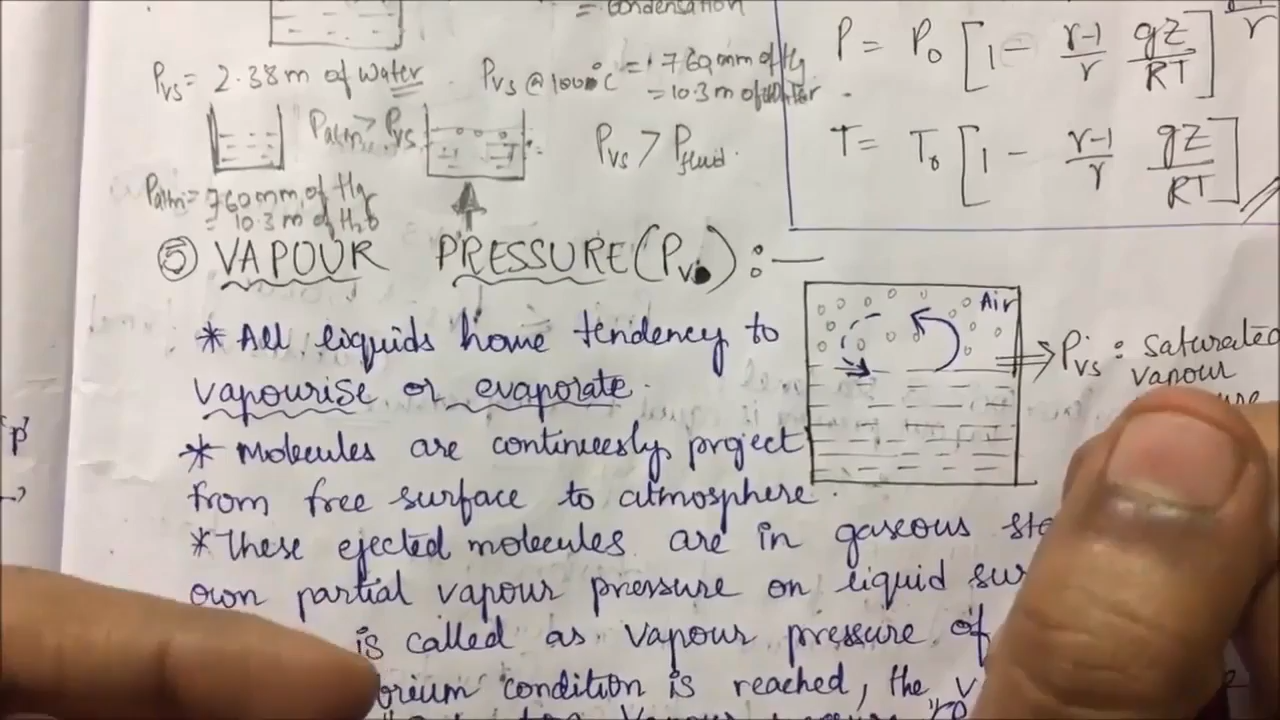 = condensation
Pvs = 2.38 m of water
Pvs @ 100°C = 760 mm of Hg
= 10.3 m of water
Patm > Pvs
Pvs > Pfluid
Patm = 760 mm of Hg
= 10.3 m of H2O
P = P0 [1 - r-1/r gZ/RT] r
T = T0 [1 - r-1/r gZ/RT]
⑤ VAPOUR PRESSURE (Pv) :—
* All liquids home tendency to
vapourise or evaporate.
* Molecules are continuesly project
from free surface to atmosphere.
* These ejected molecules are in gaseous
own partial vapour pressure on liquid
is called as vapour pressure of
condition is reached, the
Air
Pvs : saturated
vapour